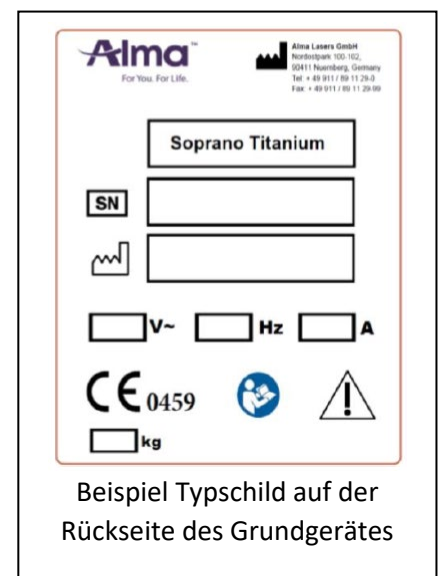 Alma™
For You. For Life.
Alma Lasers GmbH
Nordostpark 100-102,
90411 Nuernberg, Germany
Tel: + 49 911 / 89 11 29-0
Fax: + 49 911 / 89 11 29-99
Soprano Titanium
SN
V~ Hz A
CE 0459
kg
Beispiel Typschild auf der
Rückseite des Grundgerätes